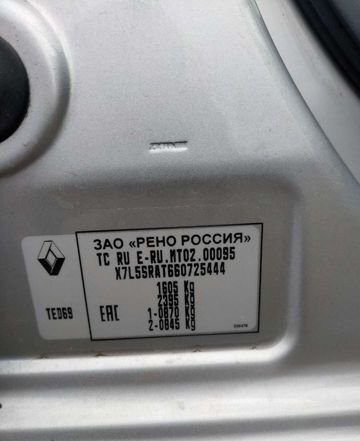 ЗАО «РЕНО РОССИЯ»
TC RU E-RU.MT02.00095
X7L5SRAT660725444
1605 Kg
2395 Kg
1-0870 Kg
2-0845 Kg
TED69
EAC